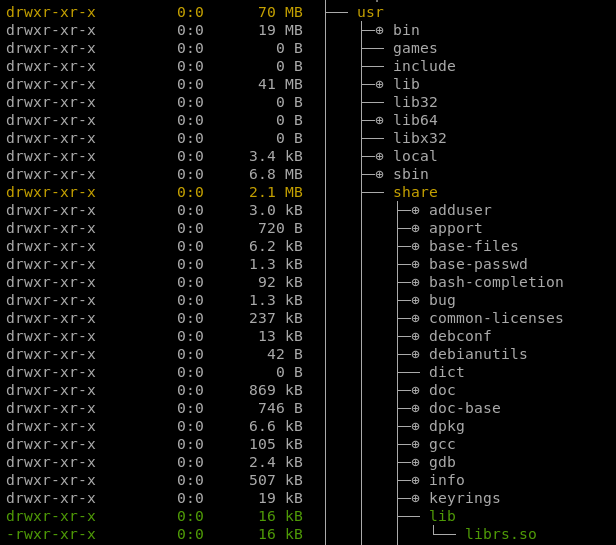 drwxr-xr-x 0:0 70 MB ├── usr
drwxr-xr-x 0:0 19 MB │ ├─⊕ bin
drwxr-xr-x 0:0 0 B │ ├── games
drwxr-xr-x 0:0 0 B │ ├── include
drwxr-xr-x 0:0 41 MB │ ├─⊕ lib
drwxr-xr-x 0:0 0 B │ ├── lib32
drwxr-xr-x 0:0 0 B │ ├─⊕ lib64
drwxr-xr-x 0:0 0 B │ ├── libx32
drwxr-xr-x 0:0 3.4 kB │ ├─⊕ local
drwxr-xr-x 0:0 6.8 MB │ ├─⊕ sbin
drwxr-xr-x 0:0 2.1 MB │ ├── share
drwxr-xr-x 0:0 3.0 kB │ │ ├─⊕ adduser
drwxr-xr-x 0:0 720 B │ │ ├─⊕ apport
drwxr-xr-x 0:0 6.2 kB │ │ ├─⊕ base-files
drwxr-xr-x 0:0 1.3 kB │ │ ├─⊕ base-passwd
drwxr-xr-x 0:0 92 kB │ │ ├─⊕ bash-completion
drwxr-xr-x 0:0 1.3 kB │ │ ├─⊕ bug
drwxr-xr-x 0:0 237 kB │ │ ├─⊕ common-licenses
drwxr-xr-x 0:0 13 kB │ │ ├─⊕ debconf
drwxr-xr-x 0:0 42 B │ │ ├─⊕ debianutils
drwxr-xr-x 0:0 0 B │ │ ├── dict
drwxr-xr-x 0:0 869 kB │ │ ├─⊕ doc
drwxr-xr-x 0:0 746 B │ │ ├─⊕ doc-base
drwxr-xr-x 0:0 6.6 kB │ │ ├─⊕ dpkg
drwxr-xr-x 0:0 105 kB │ │ ├─⊕ gcc
drwxr-xr-x 0:0 2.4 kB │ │ ├─⊕ gdb
drwxr-xr-x 0:0 507 kB │ │ ├─⊕ info
drwxr-xr-x 0:0 19 kB │ │ ├─⊕ keyrings
drwxr-xr-x 0:0 16 kB │ │ ├── lib
-rwxr-xr-x 0:0 16 kB │ │ │ └── librs.so